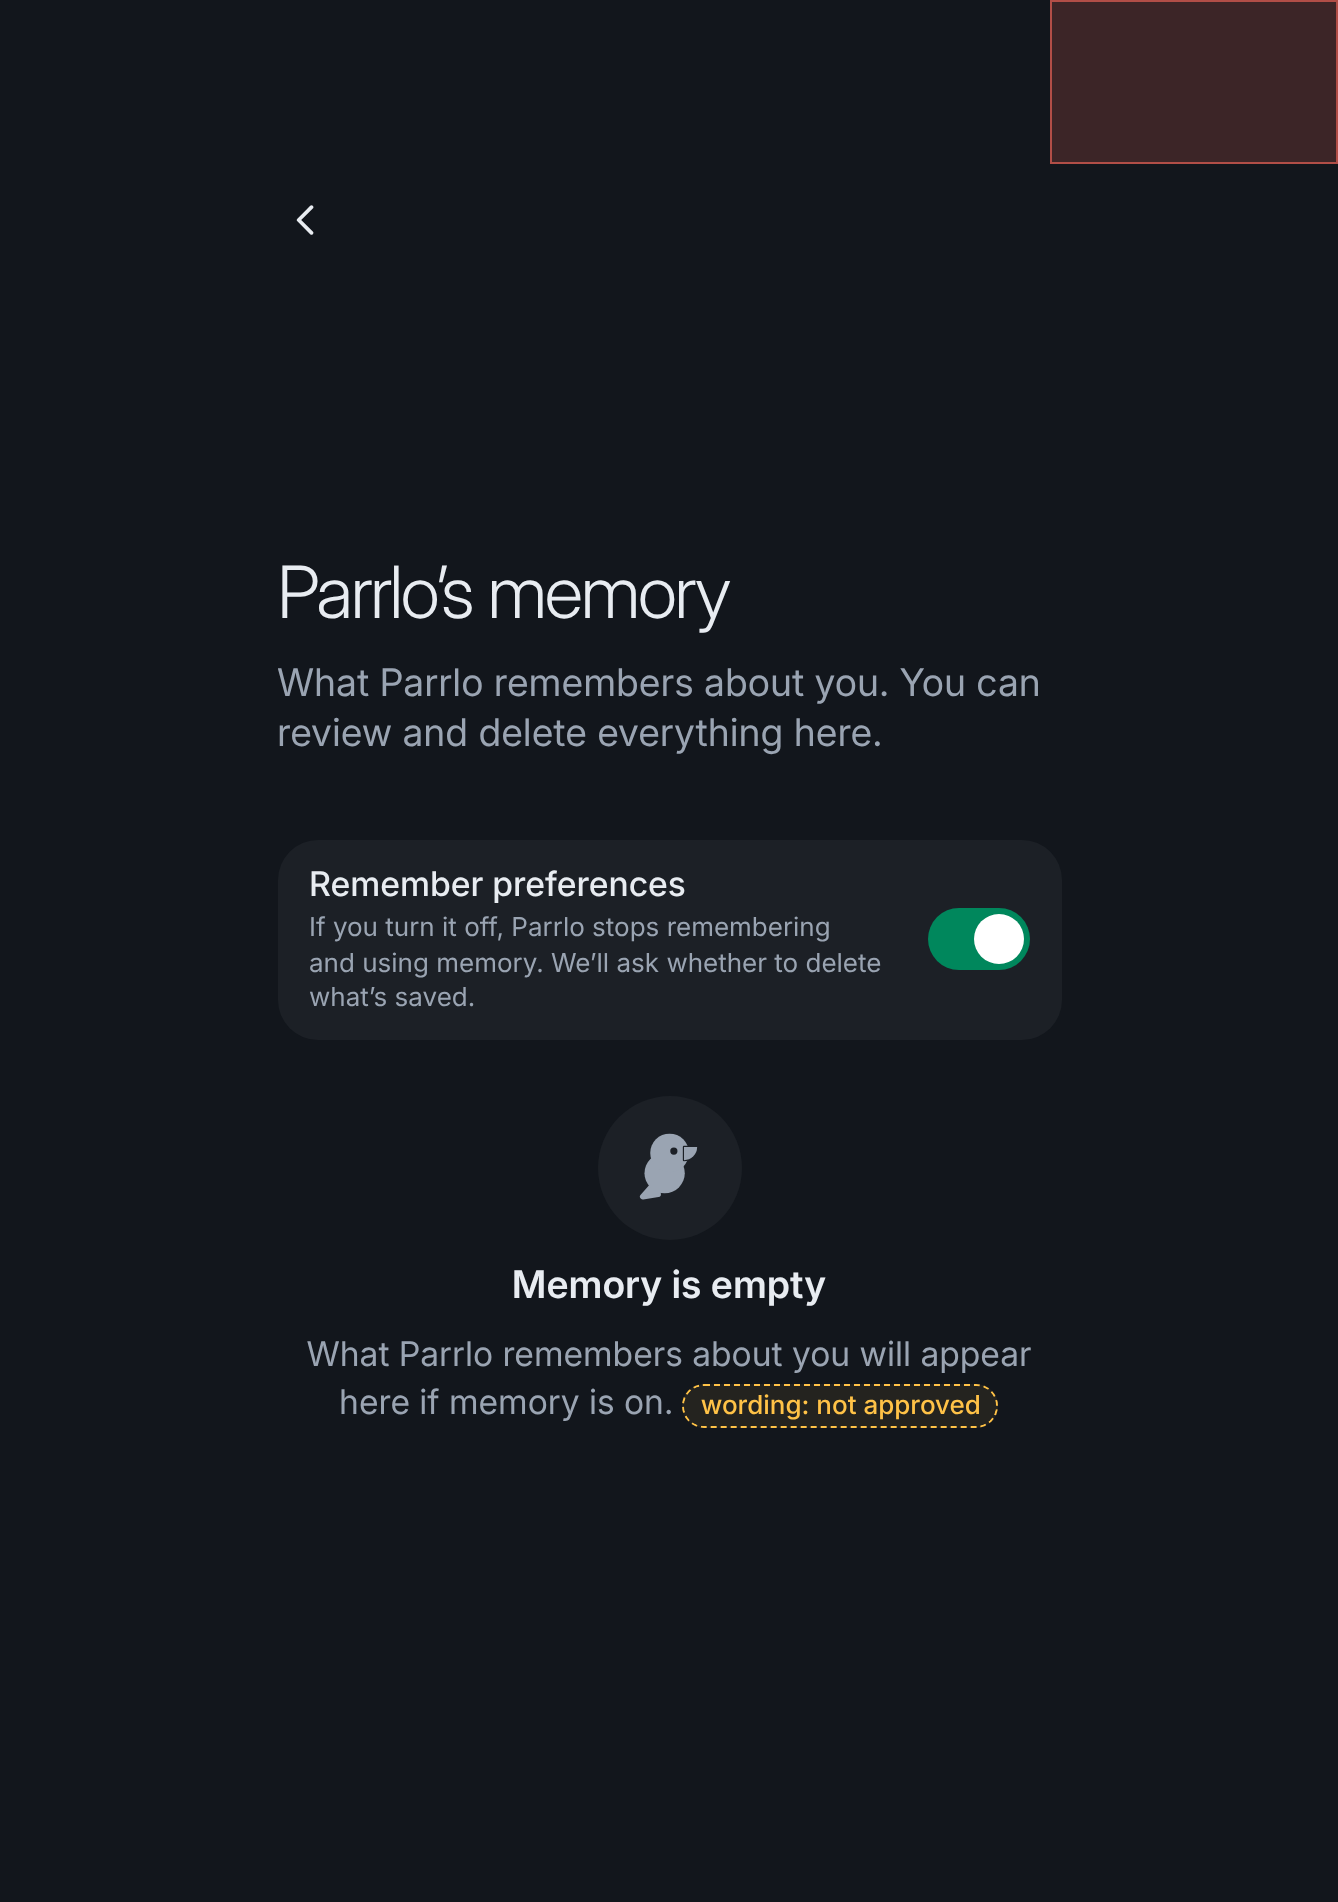 Parrlo’s memory
What Parrlo remembers about you. You can
review and delete everything here.
Remember preferences
If you turn it off, Parrlo stops remembering
and using memory. We’ll ask whether to delete
what’s saved.
Memory is empty
What Parrlo remembers about you will appear
here if memory is on. wording: not approved